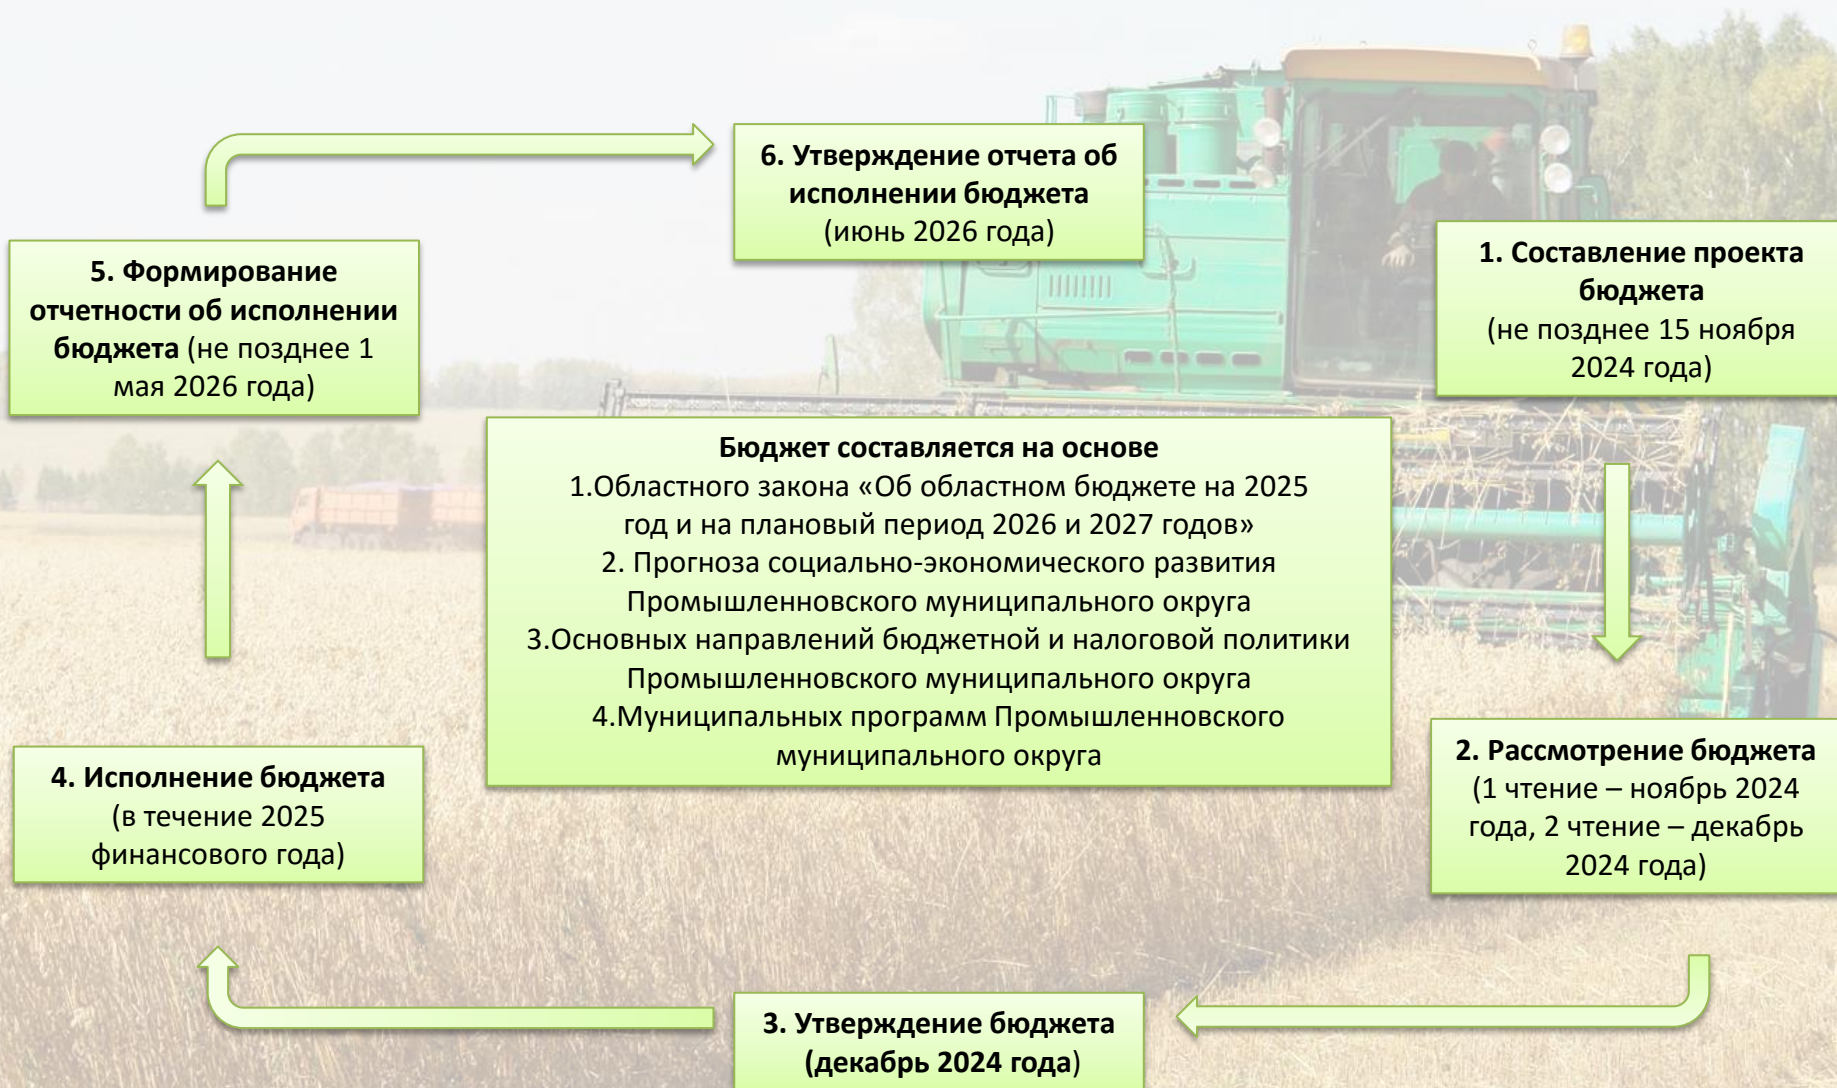 6. Утверждение отчета об
исполнении бюджета
(июнь 2026 года)
1. Составление проекта
бюджета
(не позднее 15 ноября
2024 года)
5. Формирование
отчетности об исполнении
бюджета (не позднее 1
мая 2026 года)
Бюджет составляется на основе
1.Областного закона «Об областном бюджете на 2025
год и на плановый период 2026 и 2027 годов»
2. Прогноза социально-экономического развития
Промышленновского муниципального округа
3.Основных направлений бюджетной и налоговой политики
Промышленновского муниципального округа
4.Муниципальных программ Промышленновского
муниципального округа
2. Рассмотрение бюджета
(1 чтение – ноябрь 2024
года, 2 чтение – декабрь
2024 года)
4. Исполнение бюджета
(в течение 2025
финансового года)
3. Утверждение бюджета
(декабрь 2024 года)